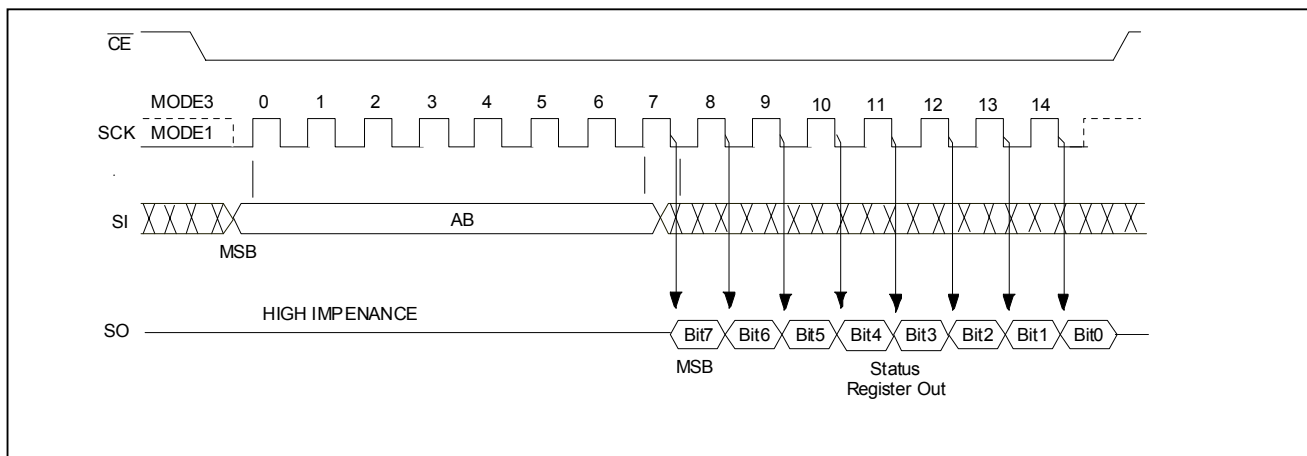 CE
MODE3 0 1 2 3 4 5 6 7 8 9 10 11 12 13 14
SCK MODE1
SI AB
MSB
HIGH IMPENANCE
SO Bit7 Bit6 Bit5 Bit4 Bit3 Bit2 Bit1 Bit0
MSB Status
Register Out